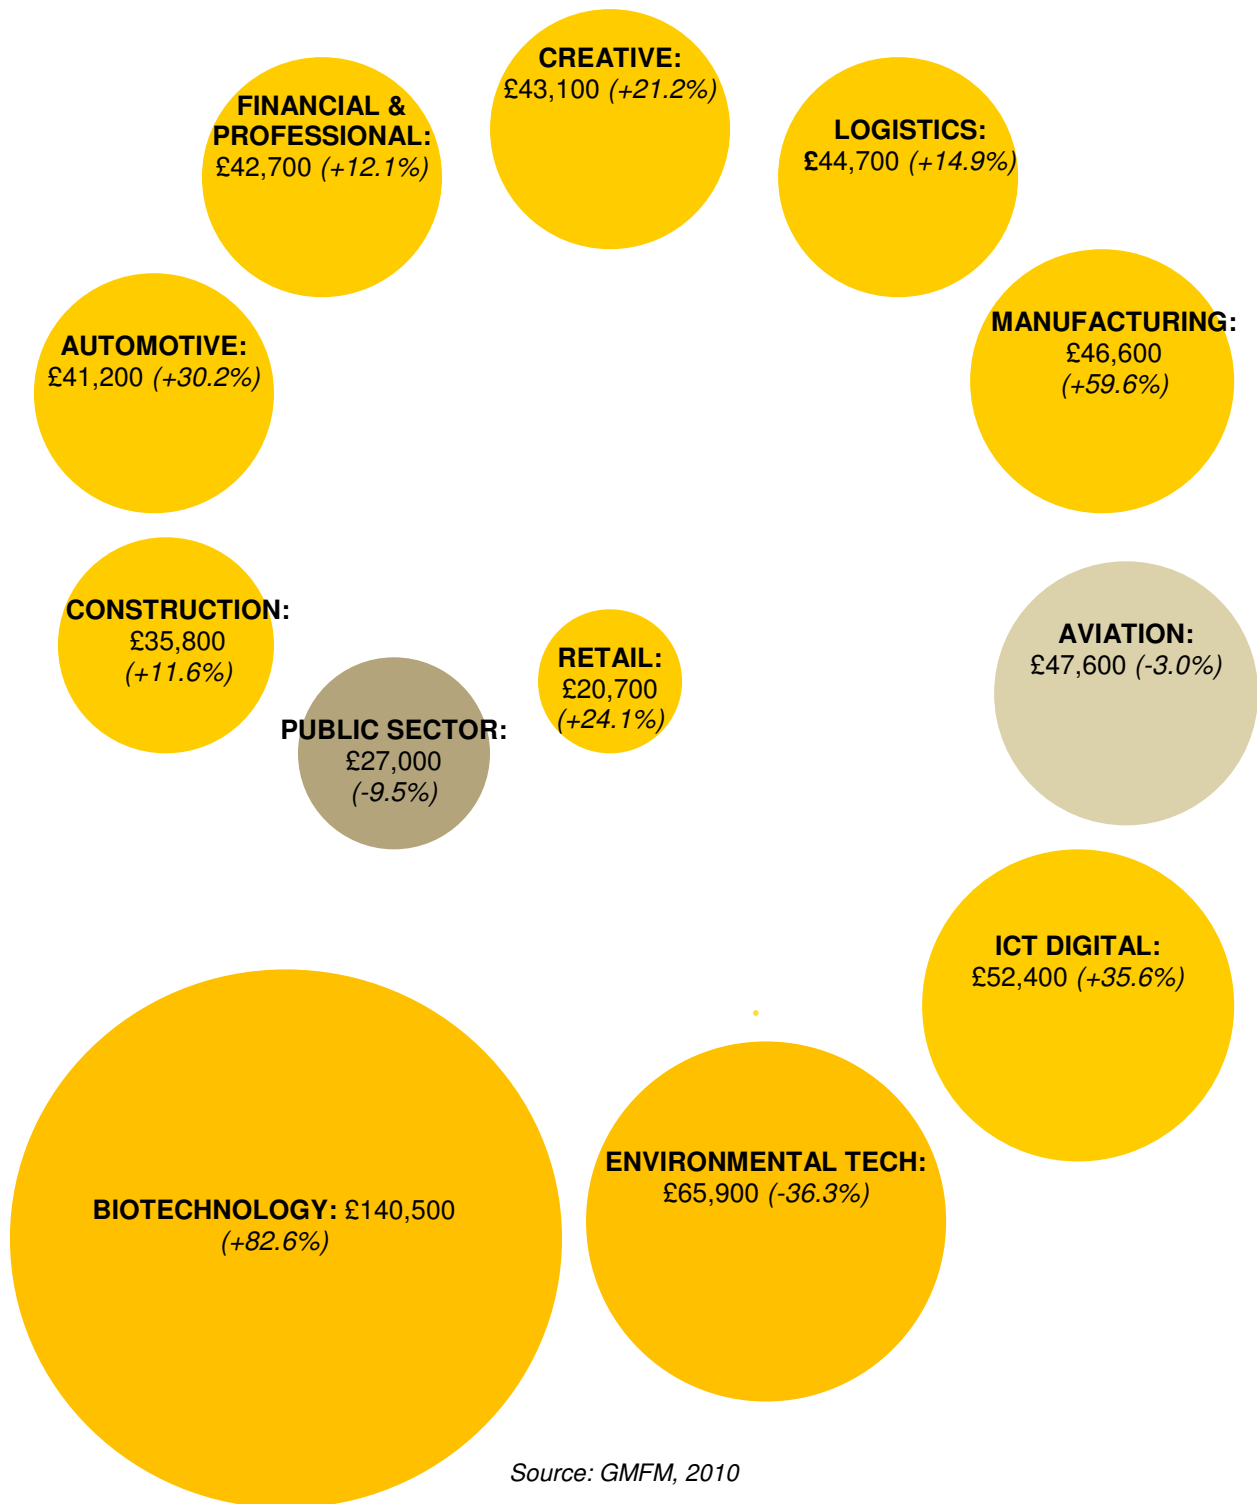 CREATIVE:
£43,100 (+21.2%)
FINANCIAL &
PROFESSIONAL:
£42,700 (+12.1%)
LOGISTICS:
£44,700 (+14.9%)
MANUFACTURING:
£46,600
(+59.6%)
AUTOMOTIVE:
£41,200 (+30.2%)
CONSTRUCTION:
£35,800
(+11.6%)
PUBLIC SECTOR:
£27,000
(-9.5%)
RETAIL:
£20,700
(+24.1%)
AVIATION:
£47,600 (-3.0%)
ICT DIGITAL:
£52,400 (+35.6%)
BIOTECHNOLOGY: £140,500
(+82.6%)
ENVIRONMENTAL TECH:
£65,900 (-36.3%)
Source: GMFM, 2010